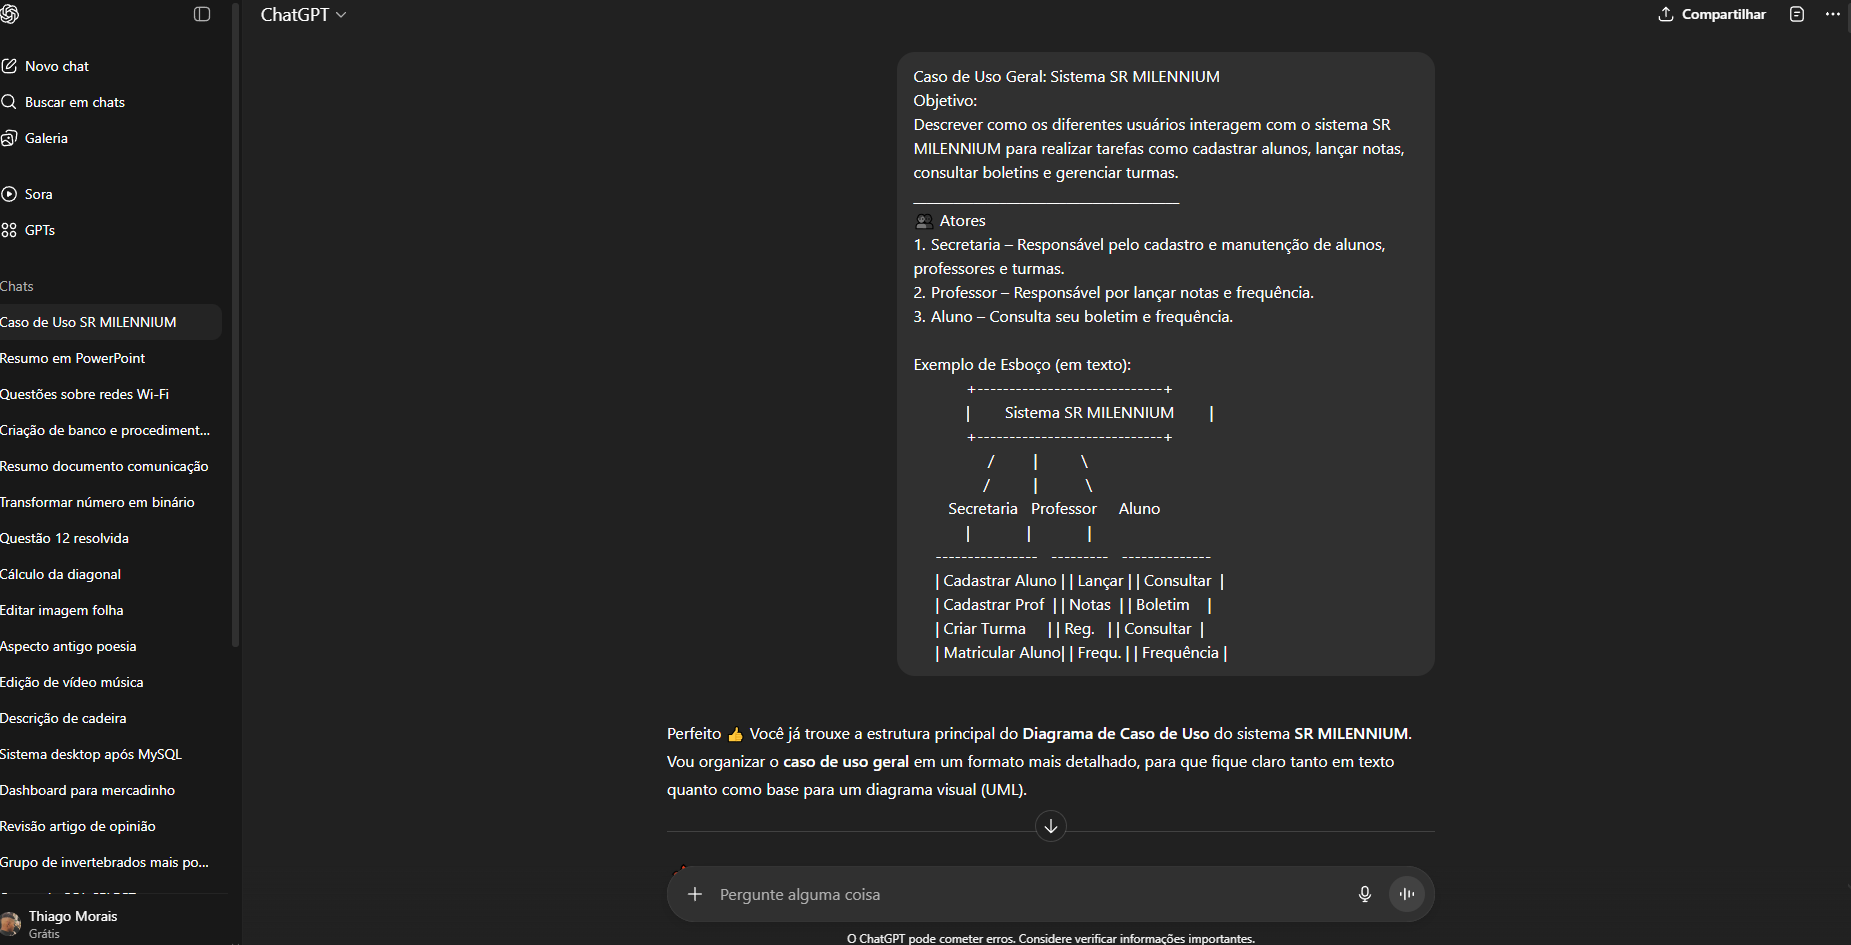 ChatGPT
Compartilhar
Novo chat
Buscar em chats
Galeria
Sora
GPTs
Chats
Caso de Uso SR MILENNIUM
Resumo em PowerPoint
Questões sobre redes Wi-Fi
Criação de banco e procediment...
Resumo documento comunicação
Transformar número em binário
Questão 12 resolvida
Cálculo da diagonal
Editar imagem folha
Aspecto antigo poesia
Edição de vídeo música
Descrição de cadeira
Sistema desktop após MySQL
Dashboard para mercadinho
Revisão artigo de opinião
Grupo de invertebrados mais po...
Thiago Morais
Grátis
Caso de Uso Geral: Sistema SR MILENNIUM
Objetivo:
Descrever como os diferentes usuários interagem com o sistema SR
MILENNIUM para realizar tarefas como cadastrar alunos, lançar notas,
consultar boletins e gerenciar turmas.
________________________________________
👥 Atores
1. Secretaria – Responsável pelo cadastro e manutenção de alunos,
professores e turmas.
2. Professor – Responsável por lançar notas e frequência.
3. Aluno – Consulta seu boletim e frequência.
Exemplo de Esboço (em texto):
+-----------------------------+
| Sistema SR MILENNIUM |
+-----------------------------+
/ | \
/ | \
Secretaria Professor Aluno
| | |
---------------- --------- --------------
| Cadastrar Aluno | | Lançar | | Consultar |
| Cadastrar Prof | | Notas | | Boletim |
| Criar Turma | | Reg. | | Consultar |
| Matricular Aluno| | Frequ. | | Frequência |
Perfeito 👍 Você já trouxe a estrutura principal do Diagrama de Caso de Uso do sistema SR MILENNIUM.
Vou organizar o caso de uso geral em um formato mais detalhado, para que fique claro tanto em texto
quanto como base para um diagrama visual (UML).
Pergunte alguma coisa
O ChatGPT pode cometer erros. Considere verificar informações importantes.